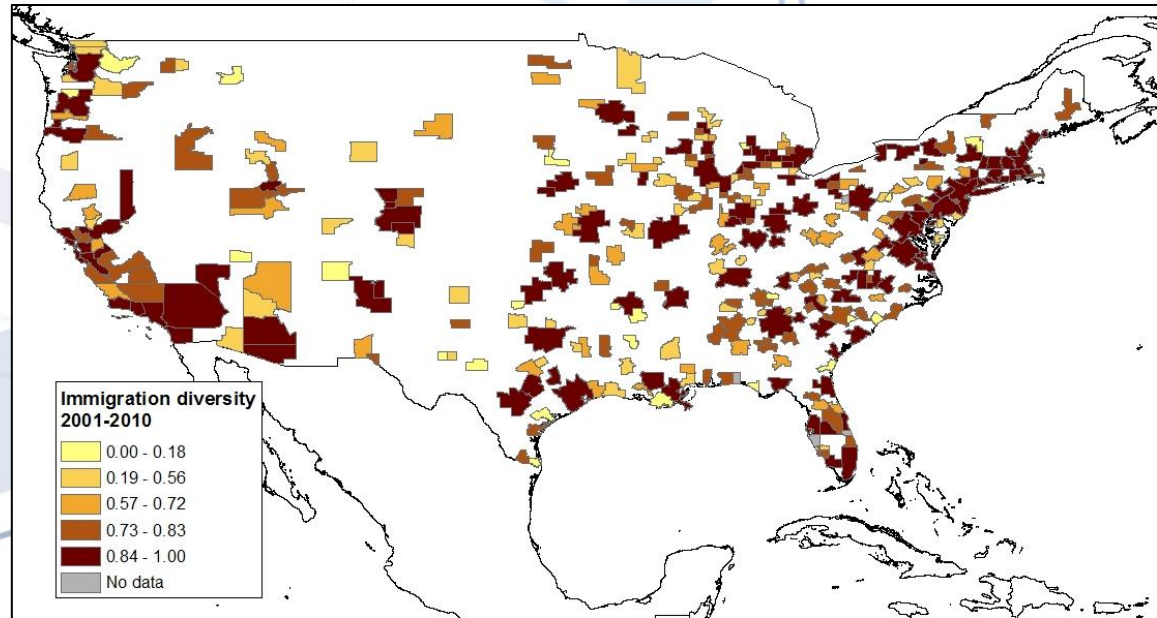 Immigration diversity
2001-2010
0.00 - 0.18
0.19 - 0.56
0.57 - 0.72
0.73 - 0.83
0.84 - 1.00
No data